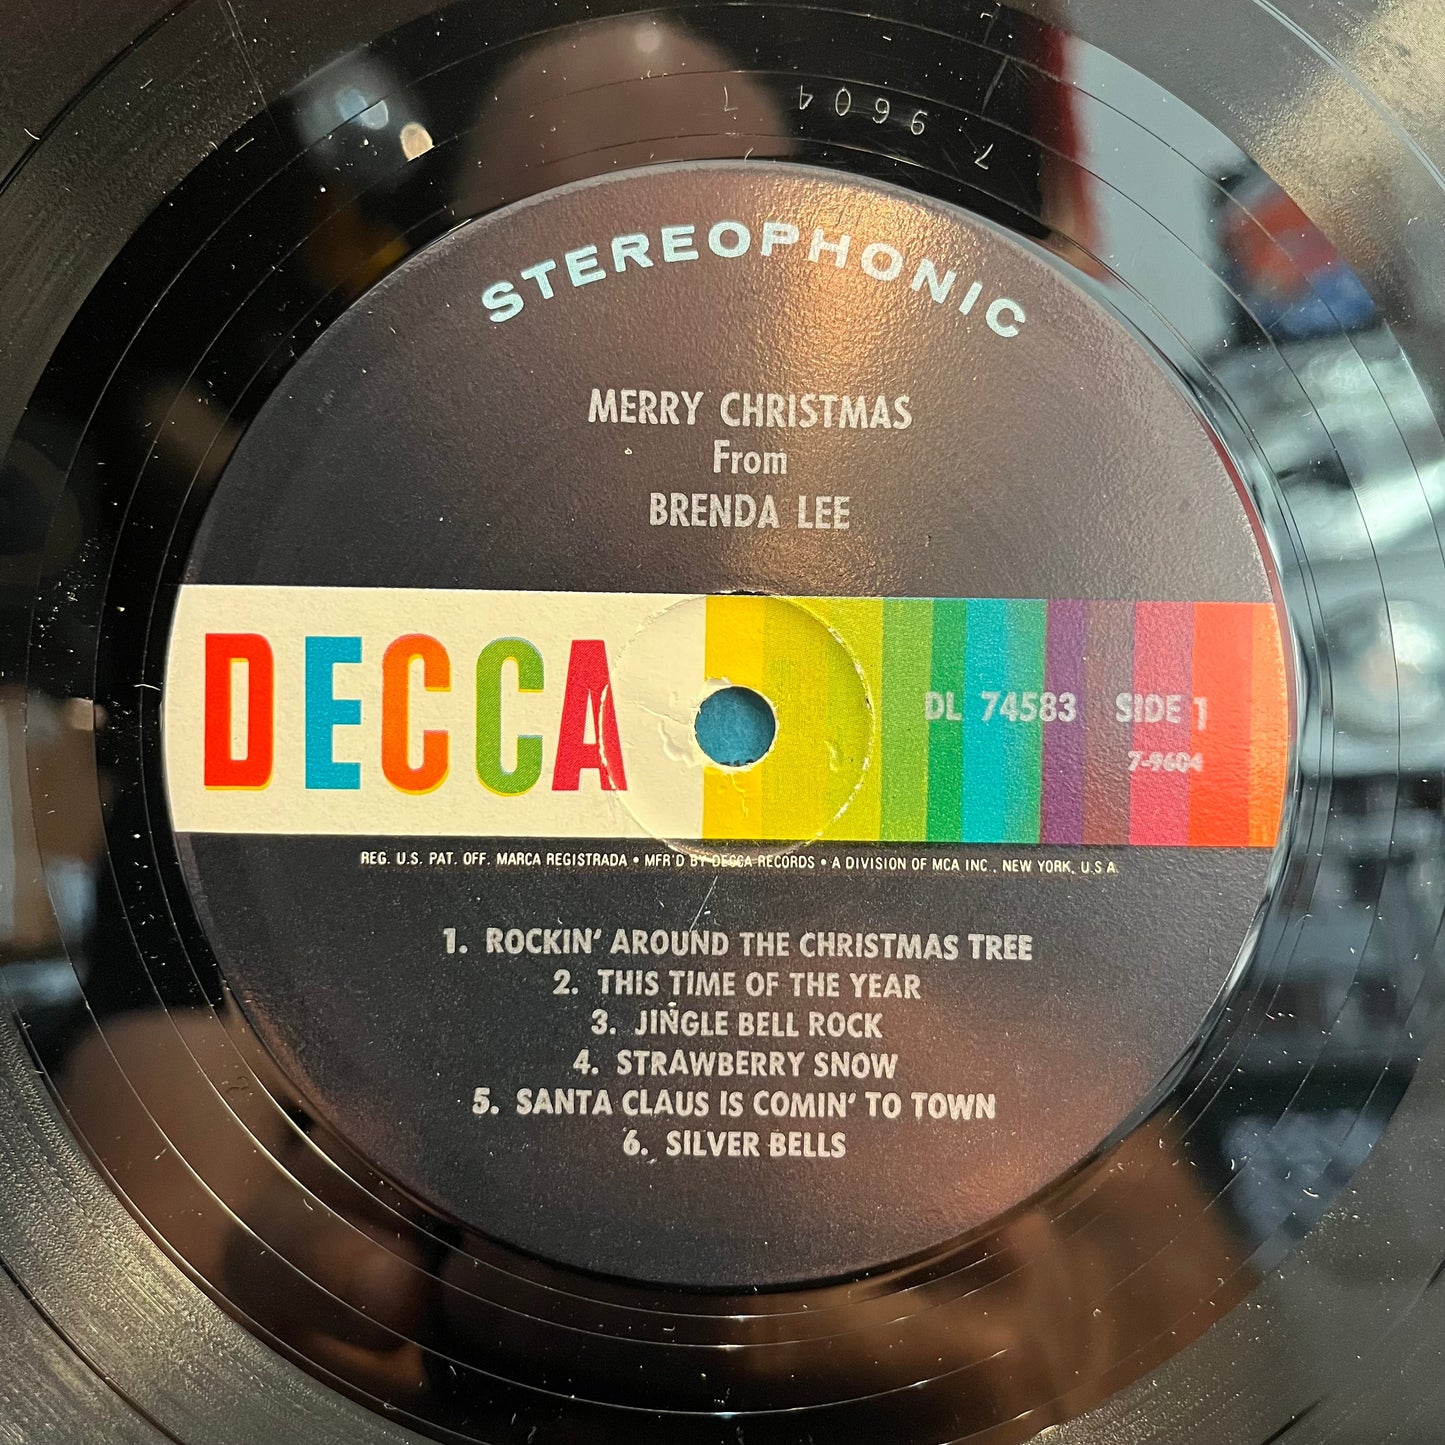 7 9604 7
STEREOPHONIC
MERRY CHRISTMAS
From
BRENDA LEE
DECCA
DL 74583 SIDE 1
7-9604
REG. U.S. PAT. OFF. MARCA REGISTRADA • MFR'D BY DECCA RECORDS • A DIVISION OF MCA INC., NEW YORK, U.S.A.
1. ROCKIN' AROUND THE CHRISTMAS TREE
2. THIS TIME OF THE YEAR
3. JINGLE BELL ROCK
4. STRAWBERRY SNOW
5. SANTA CLAUS IS COMIN' TO TOWN
6. SILVER BELLS